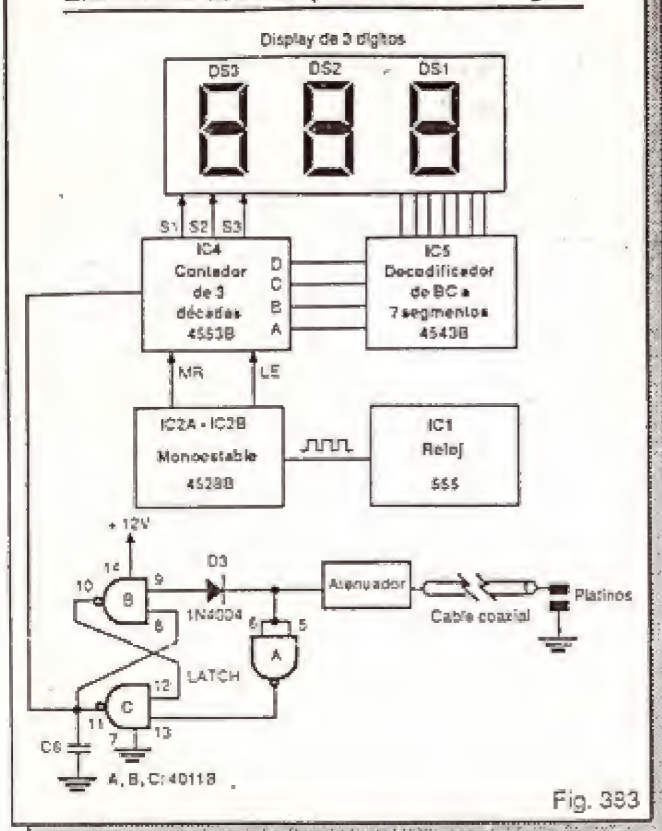 Display de 3 dígitos
DS3 DS2 DS1
S1 S2 S3
IC4
Contador
de 3
décadas
4553B
D
C
B
A
IC5
Decodificador
de BC a
7 segmentos
4543B
MR LE
IC2A - IC2B
Monoestable
4528B
IC1
Reloj
555
+ 12V
14
10
B
9
8
D3
1N4004
Atenuador
Cable coaxial
Platinos
6 5
A
LATCH
12
C
11
13
7
C6
A, B, C: 4011B
Fig. 383